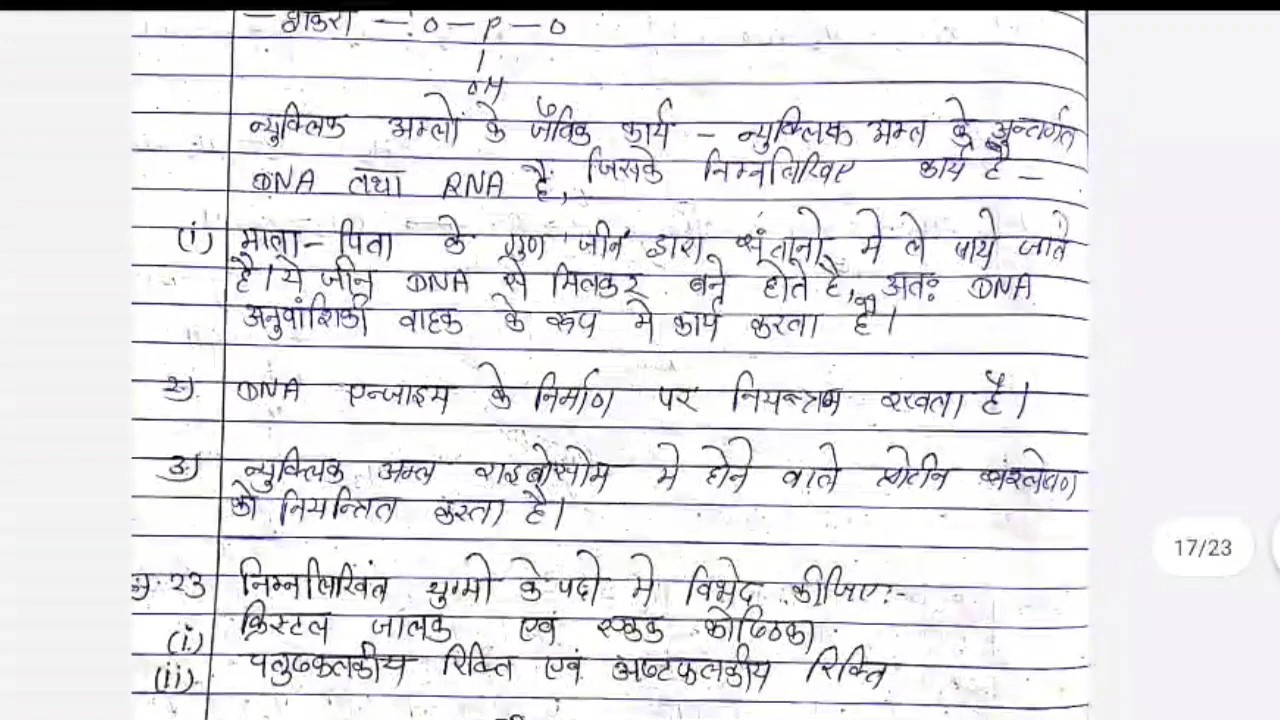 — शर्करा — O — P — O
|
OH
न्युक्लिक अम्लों के जैविक कार्य – न्युक्लिक अम्ल के अन्तर्गत
DNA तथा RNA है, जिसके निम्नलिखित कार्य है –
(i) माता-पिता के गुण 'जीन' द्वारा संतानो में ले जाये जाते
है। ये जीन DNA से मिलकर बने होते है, अतः DNA
अनुवांशिकी वाहक के रूप मे कार्य करता है।
2) DNA एन्जाइम के निर्माण पर नियन्त्रण रखता है।
3) न्युक्लिक अम्ल राइबोसोम मे होने वाले प्रोटीन संश्लेषण
को नियन्त्रित करता है।
प्र. 23 निम्नलिखित युग्मो के पदो मे विभेद कीजिए:-
(i.) क्रिस्टल जालक एवं एकक कोष्ठिका
(ii) चतुष्फलकीय रिक्ति एवं अष्टफलकीय रिक्ति
17/23